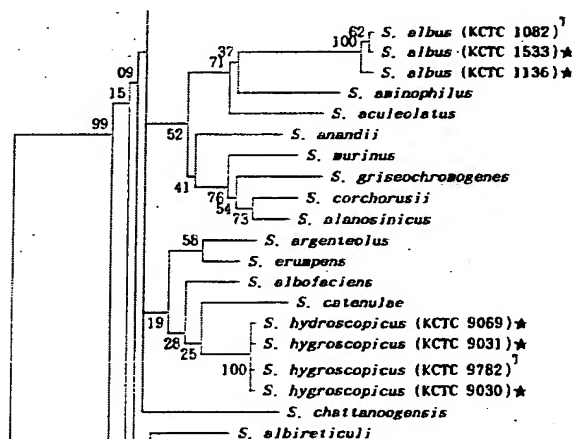 62 S. albus (KCTC 1082)ᵀ
37 100 S. albus (KCTC 1533)★
71 S. albus (KCTC 1136)★
09 S. aminophilus
15 S. aculeolatus
99 52 S. anandii
S. murinus
41 76 S. griseochromogenes
54 S. corchorusii
73 S. alanosinicus
58 S. argenteolus
S. erumpens
S. albofaciens
19 S. catenulae
28 25 S. hydroscopicus (KCTC 9069)★
S. hygroscopicus (KCTC 9031)★
100 S. hygroscopicus (KCTC 9782)ᵀ
S. hygroscopicus (KCTC 9030)★
S. chattanoogensis
S. albireticuli